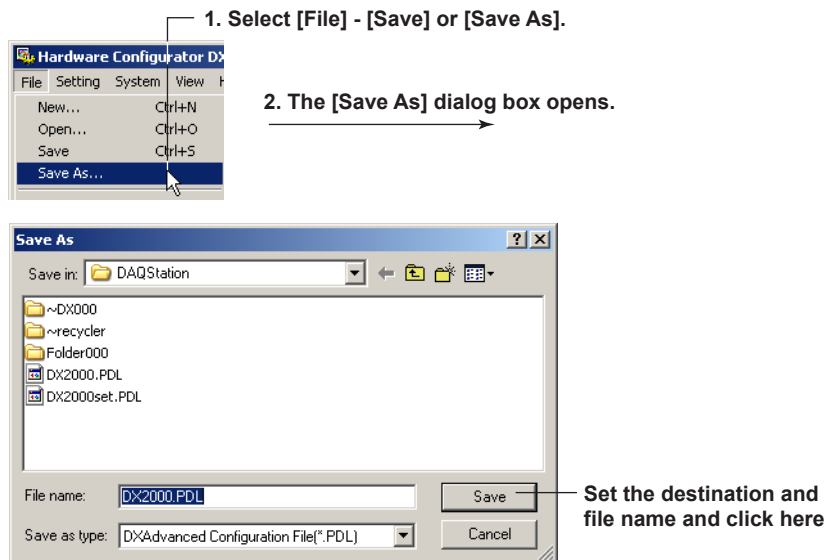 1. Select [File] - [Save] or [Save As].
Hardware Configurator DX
File Setting System View H
New... Ctrl+N
Open... Ctrl+O
Save Ctrl+S
Save As...
2. The [Save As] dialog box opens.
Save As
Save in: DAQStation
~DX000
~recycler
Folder000
DX2000.PDL
DX2000set.PDL
File name: DX2000.PDL Save
Save as type: DXAdvanced Configuration File(*.PDL) Cancel
Set the destination and
file name and click here